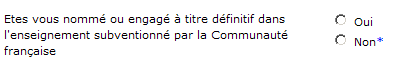 Etes vous nommé ou engagé à titre définitif dans
l'enseignement subventionné par la Communauté
française
Oui
Non*